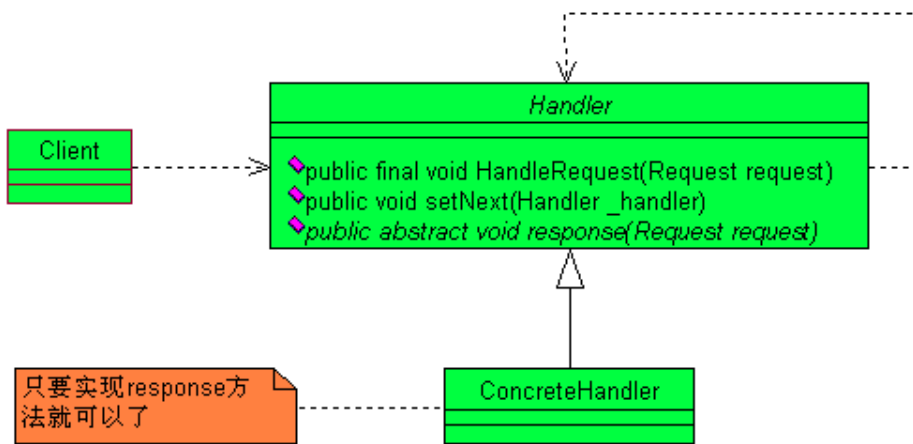 Handler
Client
public final void HandleRequest(Request request)
public void setNext(Handler _handler)
public abstract void response(Request request)
只要实现response方
法就可以了
ConcreteHandler